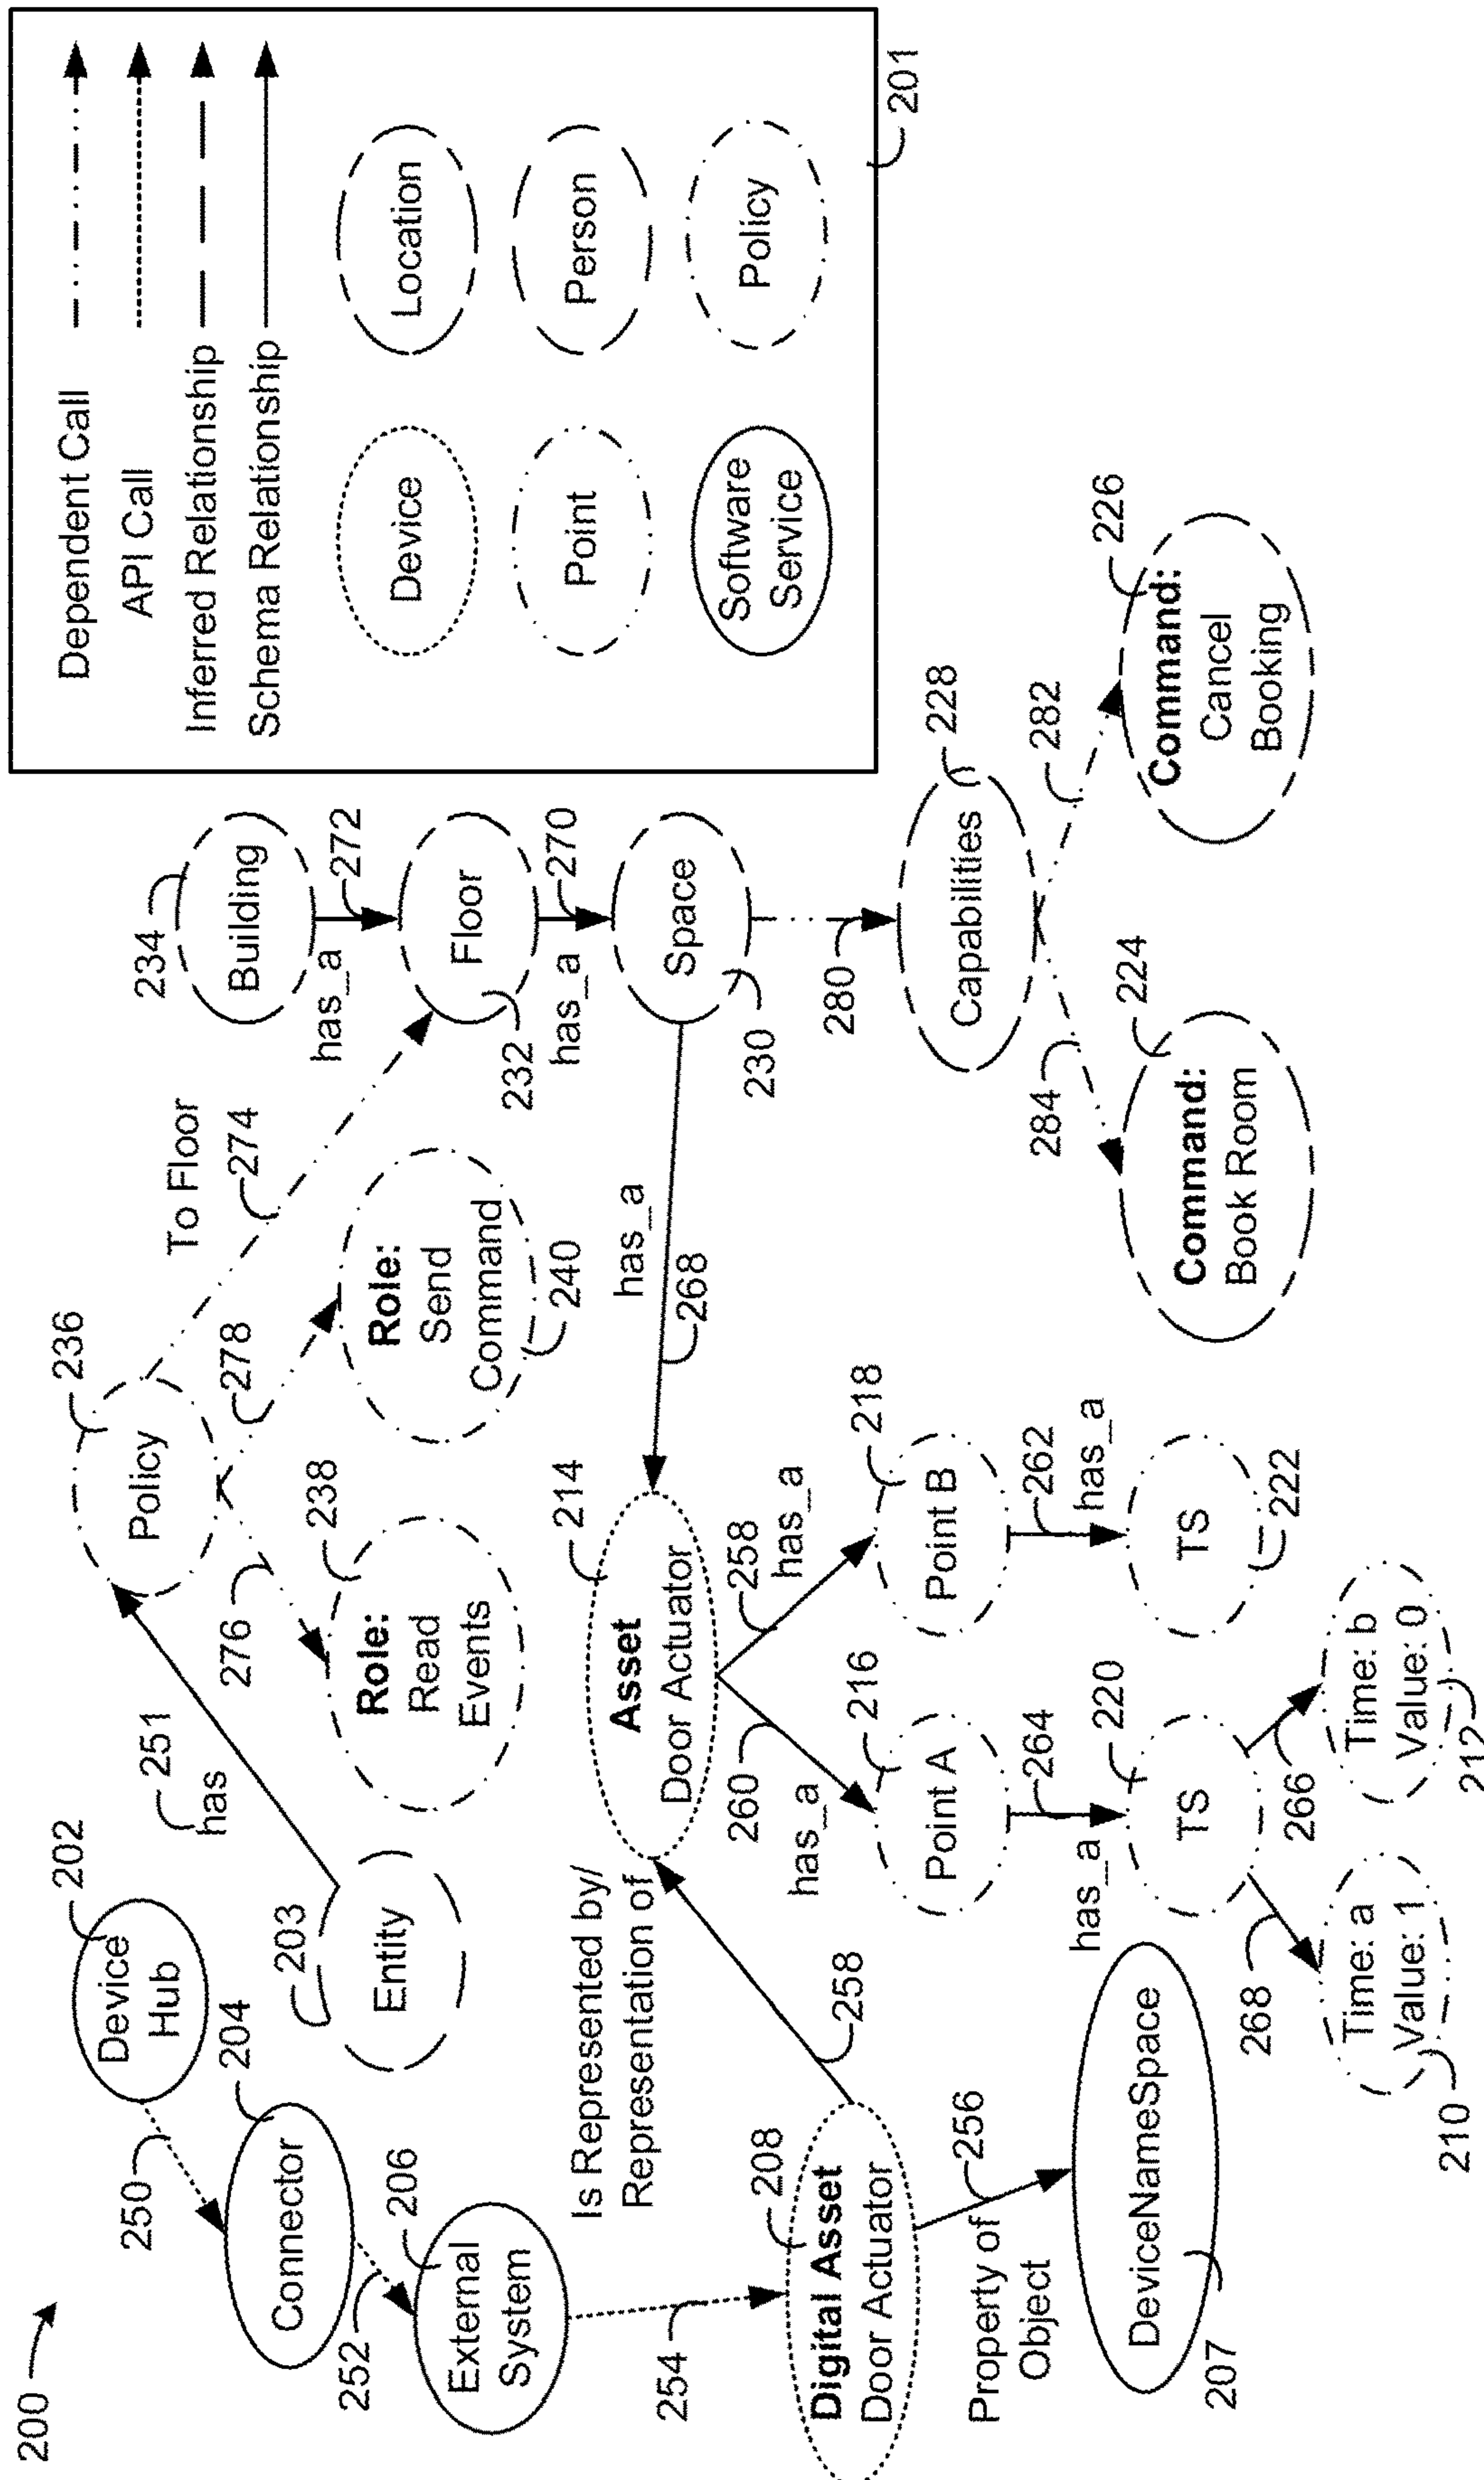 200
Device
Hub
202
250
Connector
204
252
External
System
206
254
Digital Asset
Door Actuator
208
Property of
Object
256
DeviceNameSpace
207
Is Represented by/
Representation of
258
Entity
203
251
has
Policy
236
276
278
Role:
Read
Events
238
Role:
Send
Command
240
To Floor
274
Building
234
has_a
272
Floor
232
has_a
270
Space
230
has_a
268
Asset
Door Actuator
214
260
has_a
258
has_a
Point A
216
Point B
218
has_a
264
262
has_a
TS
220
TS
222
268
266
Time: a
Value: 1
210
Time: b
Value: 0
212
280
Capabilities
228
284
282
Command:
Book Room
224
Command:
Cancel
Booking
226
Dependent Call
API Call
Inferred Relationship
Schema Relationship
Device
Location
Point
Person
Software
Service
Policy
201